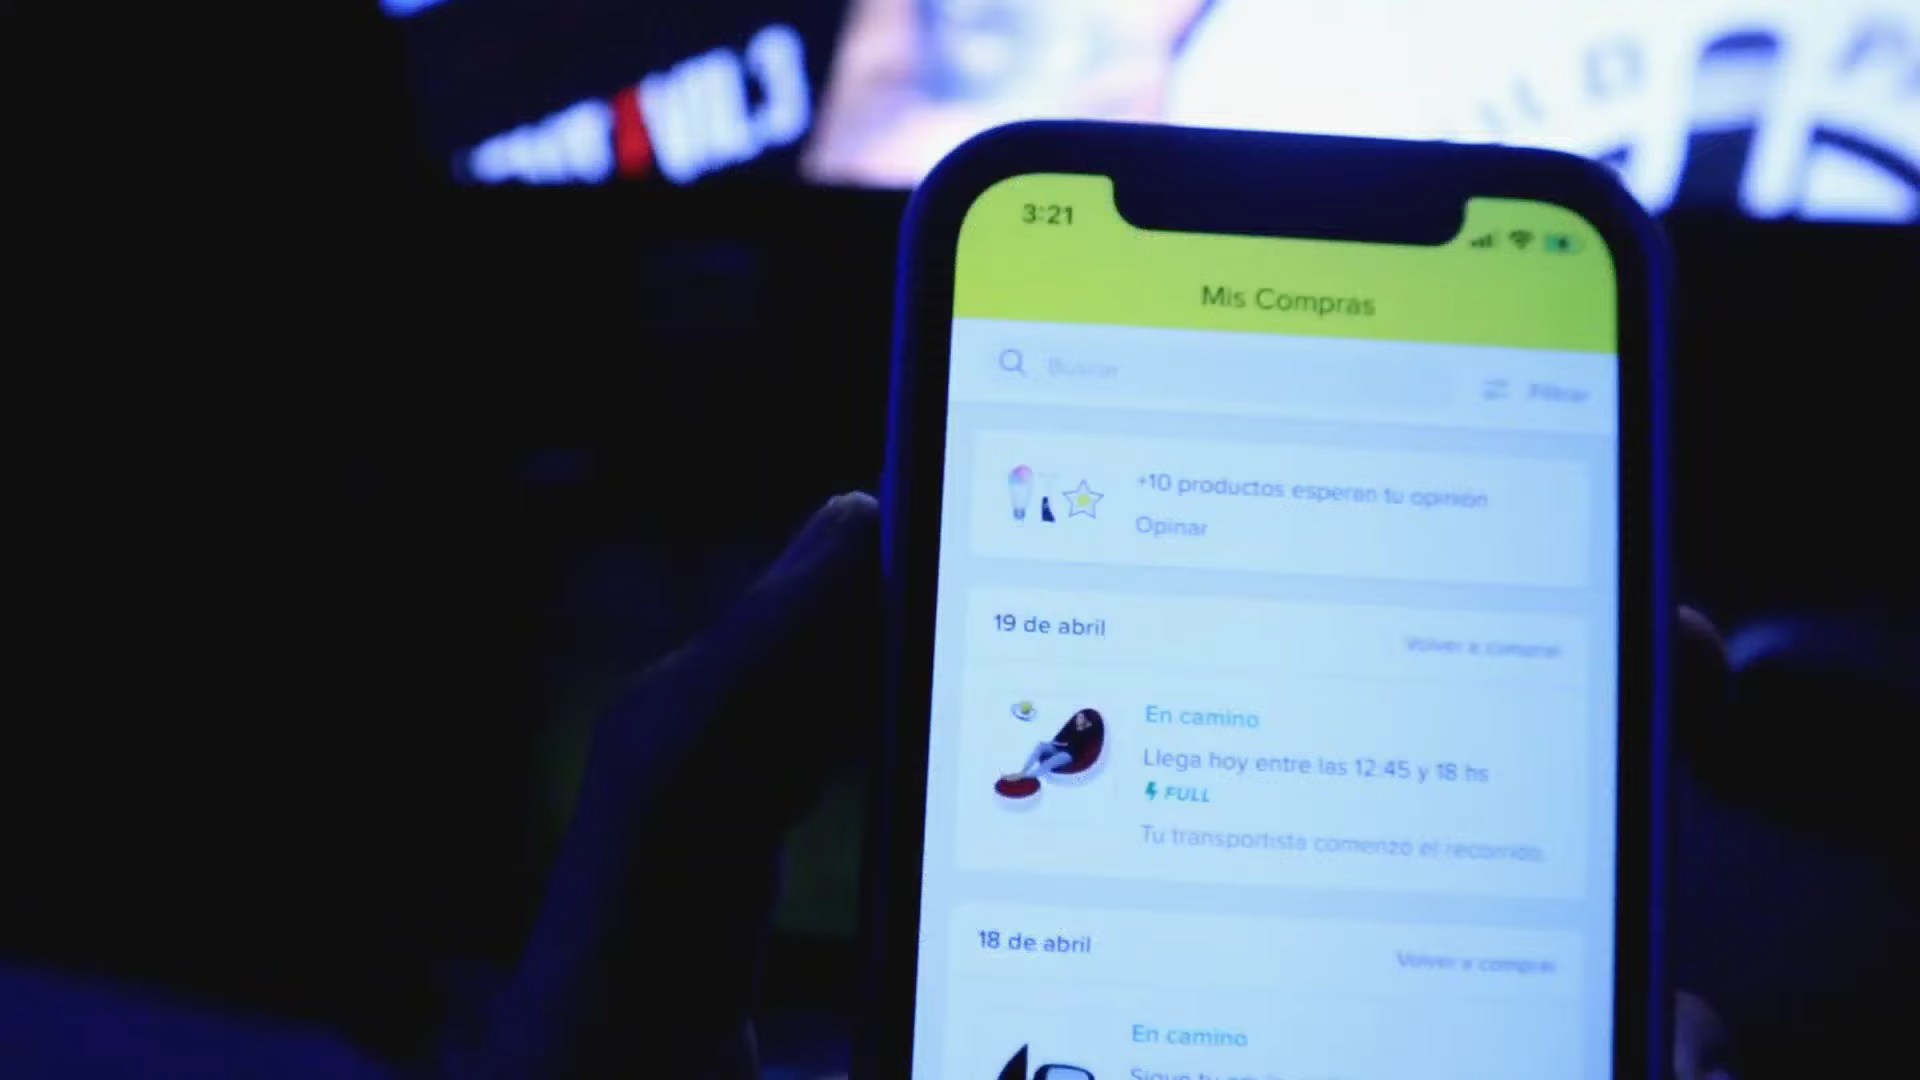 3:21
Mis Compras
Buscar
Filtrar
+10 productos esperan tu opinión
Opinar
19 de abril
Volver a comprar
En camino
Llega hoy entre las 12:45 y 18 hs
FULL
Tu transportista comenzó el recorrido.
18 de abril
Volver a comprar
En camino
Sigue tu